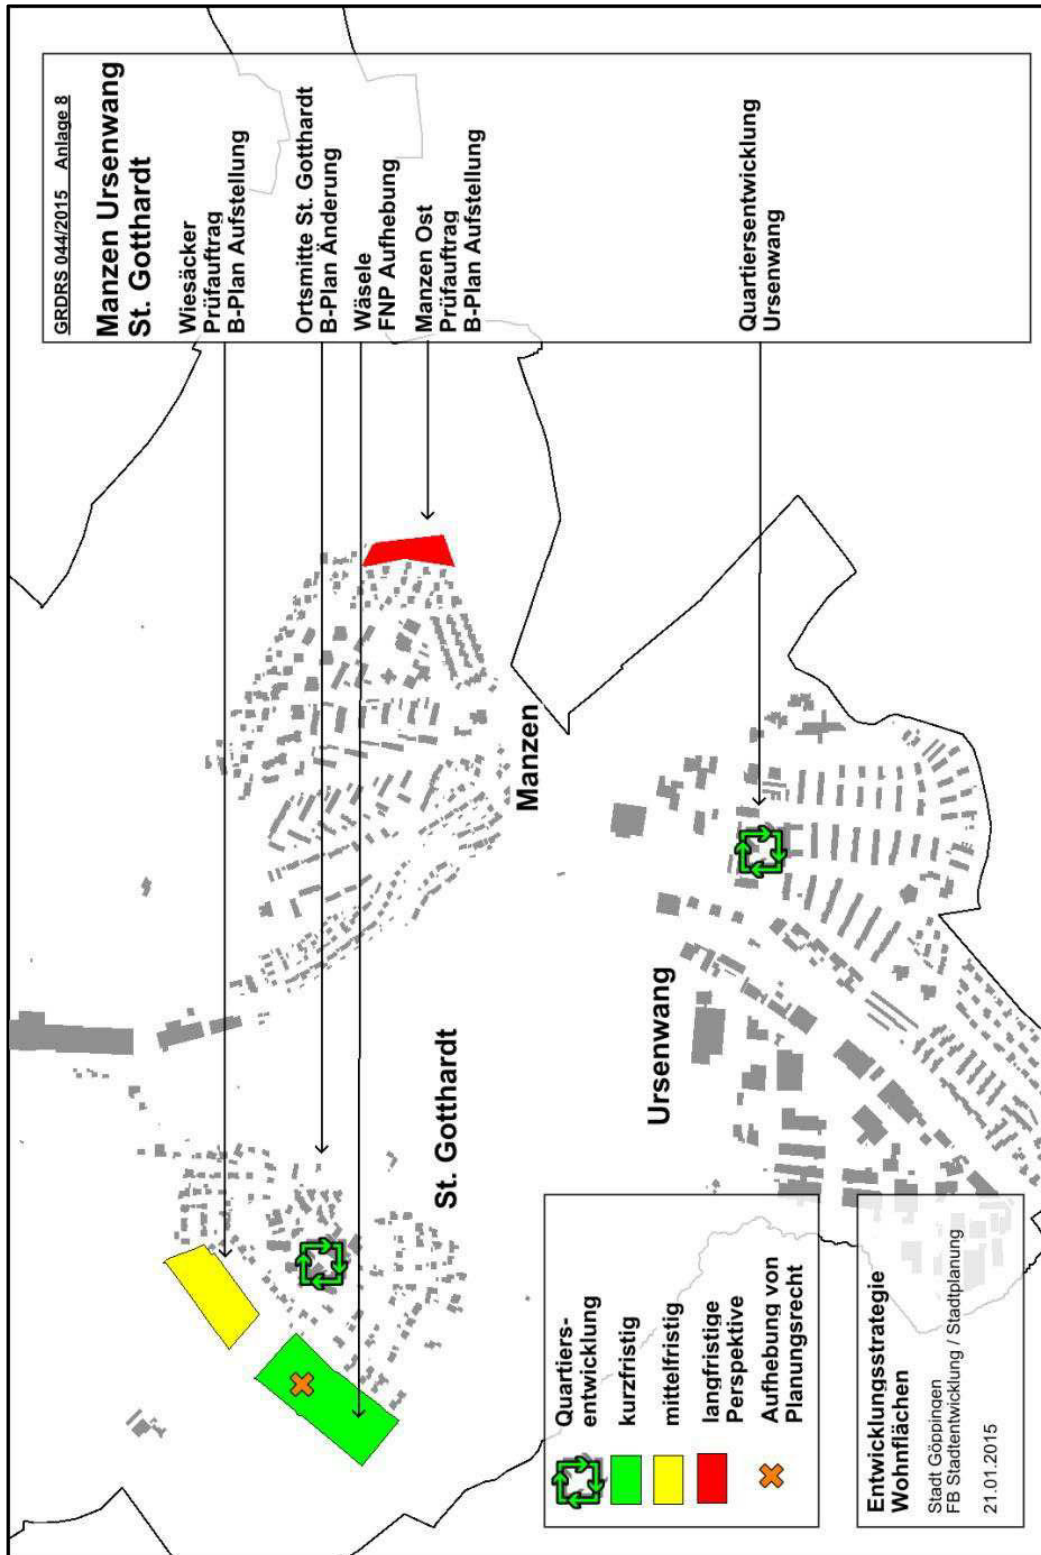 GRDRS 044/2015 Anlage 8
Manzen Ursenwang
St. Gotthardt
Wiesäcker
Prüfauftrag
B-Plan Aufstellung
Ortsmitte St. Gotthardt
B-Plan Änderung
Wäsele
FNP Aufhebung
Manzen Ost
Prüfauftrag
B-Plan Aufstellung
Quartiersentwicklung
Ursenwang
Manzen
St. Gotthardt
Ursenwang
Quartiers-
entwicklung
kurzfristig
mittelfristig
langfristige
Perspektive
Aufhebung von
Planungsrecht
Entwicklungsstrategie
Wohnflächen
Stadt Göppingen
FB Stadtentwicklung / Stadtplanung
21.01.2015